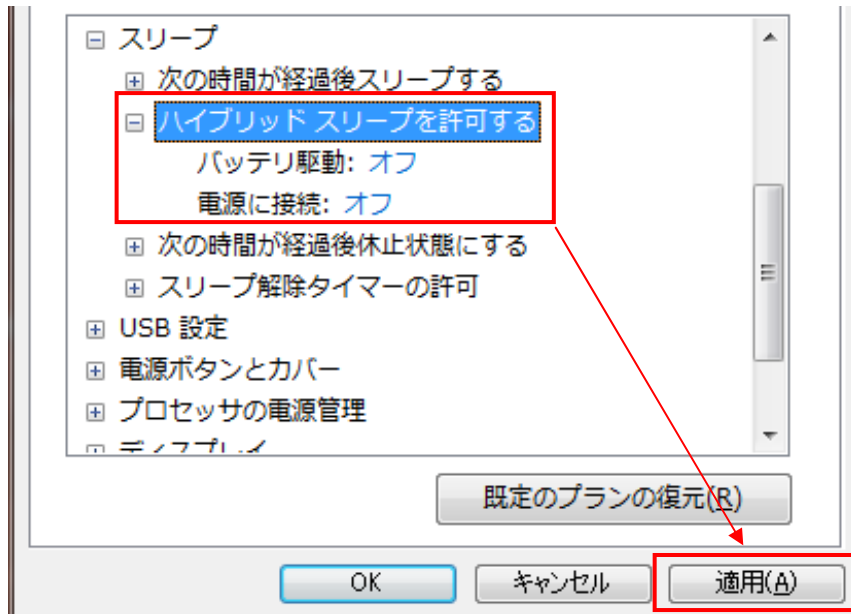 スリープ
次の時間が経過後スリープする
ハイブリッド スリープを許可する
バッテリ駆動: オフ
電源に接続: オフ
次の時間が経過後休止状態にする
スリープ解除タイマーの許可
USB 設定
電源ボタンとカバー
プロセッサの電源管理
ディスプレイ
既定のプランの復元(R)
OK
キャンセル
適用(A)